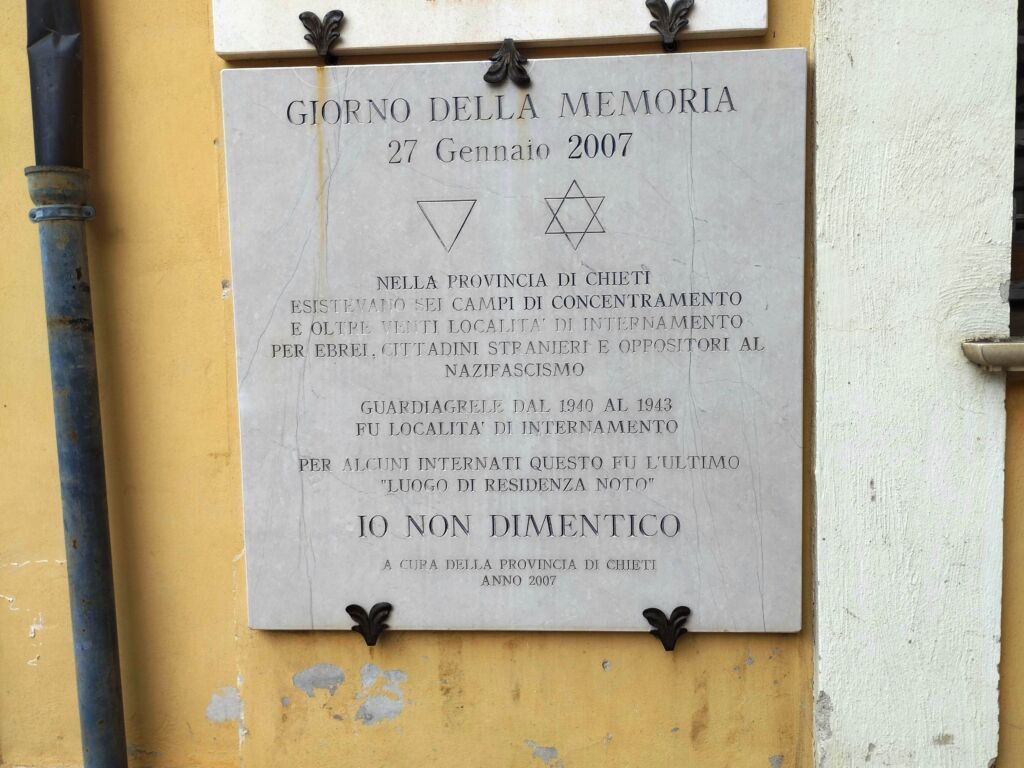 GIORNO DELLA MEMORIA
27 Gennaio 2007
NELLA PROVINCIA DI CHIETI
ESISTEVANO SEI CAMPI DI CONCENTRAMENTO
E OLTRE VENTI LOCALITA' DI INTERNAMENTO
PER EBREI, CITTADINI STRANIERI E OPPOSITORI AL
NAZIFASCISMO
GUARDIAGRELE DAL 1940 AL 1943
FU LOCALITA' DI INTERNAMENTO
PER ALCUNI INTERNATI QUESTO FU L'ULTIMO
"LUOGO DI RESIDENZA NOTO"
IO NON DIMENTICO
A CURA DELLA PROVINCIA DI CHIETI
ANNO 2007